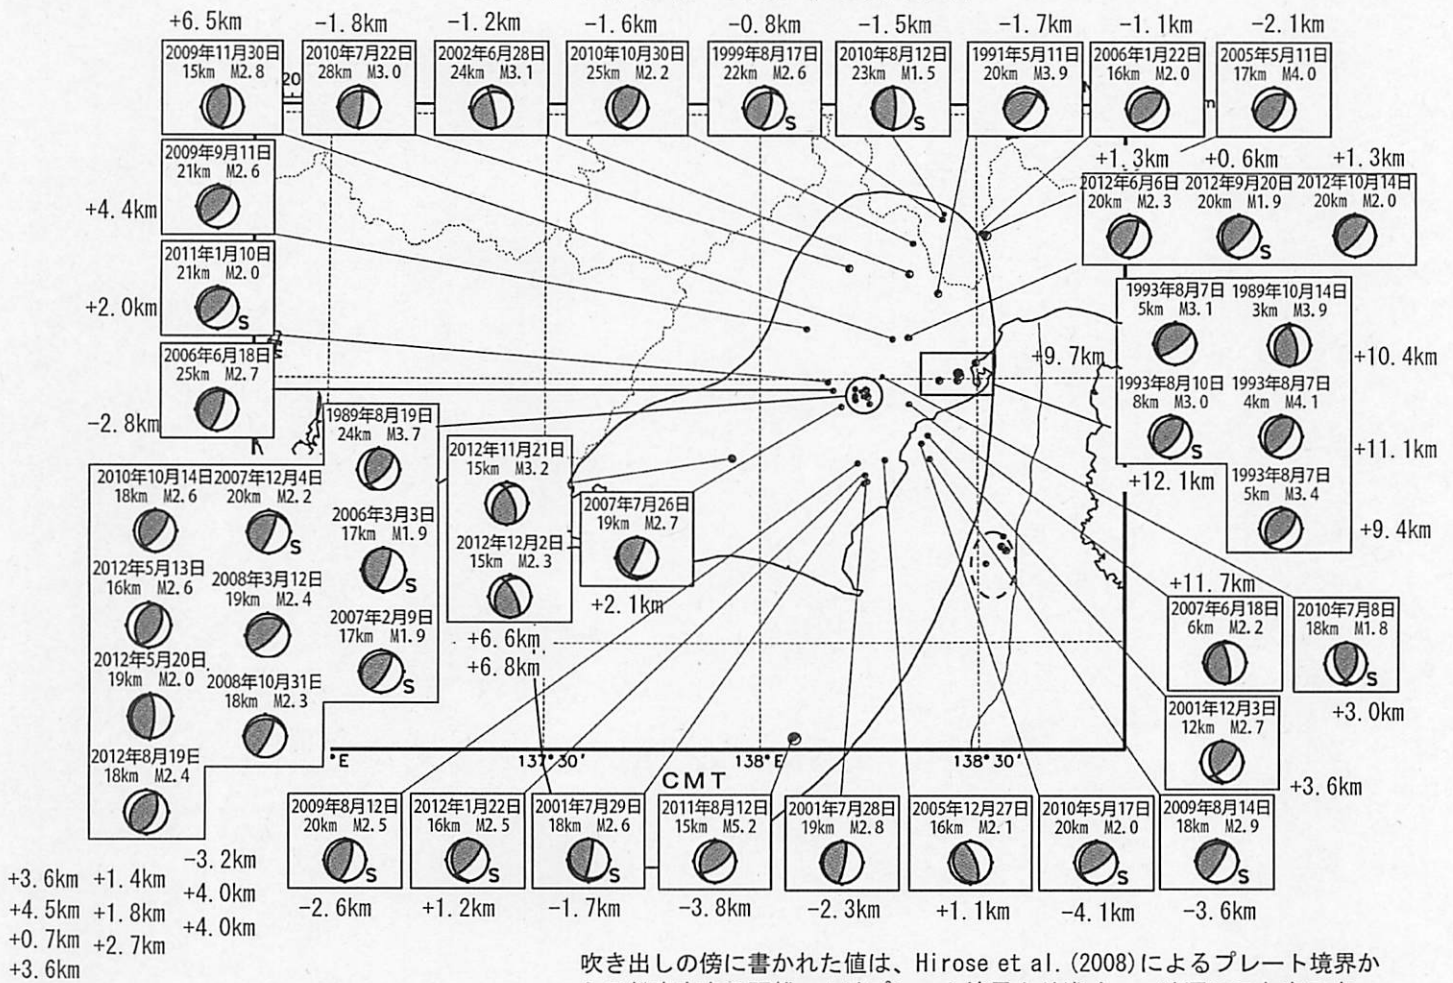 +6.5km
-1.8km
-1.2km
-1.6km
-0.8km
-1.5km
-1.7km
-1.1km
-2.1km
2009年11月30日
15km M2.8
2010年7月22日
28km M3.0
2002年6月28日
24km M3.1
2010年10月30日
25km M2.2
1999年8月17日
22km M2.6
S
2010年8月12日
23km M1.5
S
1991年5月11日
20km M3.9
2006年1月22日
16km M2.0
2005年5月11日
17km M4.0
20
m
2009年9月11日
21km M2.6
+4.4km
2011年1月10日
21km M2.0
S
+2.0km
2006年6月18日
25km M2.7
-2.8km
+1.3km
+0.6km
+1.3km
2012年6月6日
20km M2.3
2012年9月20日
20km M1.9
S
2012年10月14日
20km M2.0
1993年8月7日
5km M3.1
1989年10月14日
3km M3.9
+9.7km
+10.4km
1993年8月10日
8km M3.0
S
1993年8月7日
4km M4.1
+11.1km
+12.1km
1993年8月7日
5km M3.4
+9.4km
1989年8月19日
24km M3.7
2006年3月3日
17km M1.9
S
2007年2月9日
17km M1.9
S
2010年10月14日
18km M2.6
2007年12月4日
20km M2.2
S
2012年5月13日
16km M2.6
2008年3月12日
19km M2.4
2012年5月20日
19km M2.0
2008年10月31日
18km M2.3
2012年8月19日
18km M2.4
2012年11月21日
15km M3.2
2012年12月2日
15km M2.3
+6.6km
+6.8km
2007年7月26日
19km M2.7
+2.1km
+11.7km
2007年6月18日
6km M2.2
2010年7月8日
18km M1.8
S
+3.0km
2001年12月3日
12km M2.7
+3.6km
°E
137°30′
138°E
138°30′
CMT
2009年8月12日
20km M2.5
S
2012年1月22日
16km M2.5
S
2001年7月29日
18km M2.6
S
2011年8月12日
15km M5.2
2001年7月28日
19km M2.8
2005年12月27日
16km M2.1
2010年5月17日
20km M2.0
S
2009年8月14日
18km M2.9
S
-2.6km
+1.2km
-1.7km
-3.8km
-2.3km
+1.1km
-4.1km
-3.6km
+3.6km +1.4km -3.2km
+4.5km +1.8km +4.0km
+0.7km +2.7km +4.0km
+3.6km
吹き出しの傍に書かれた値は、Hirose et al.(2008)によるプレート境界か